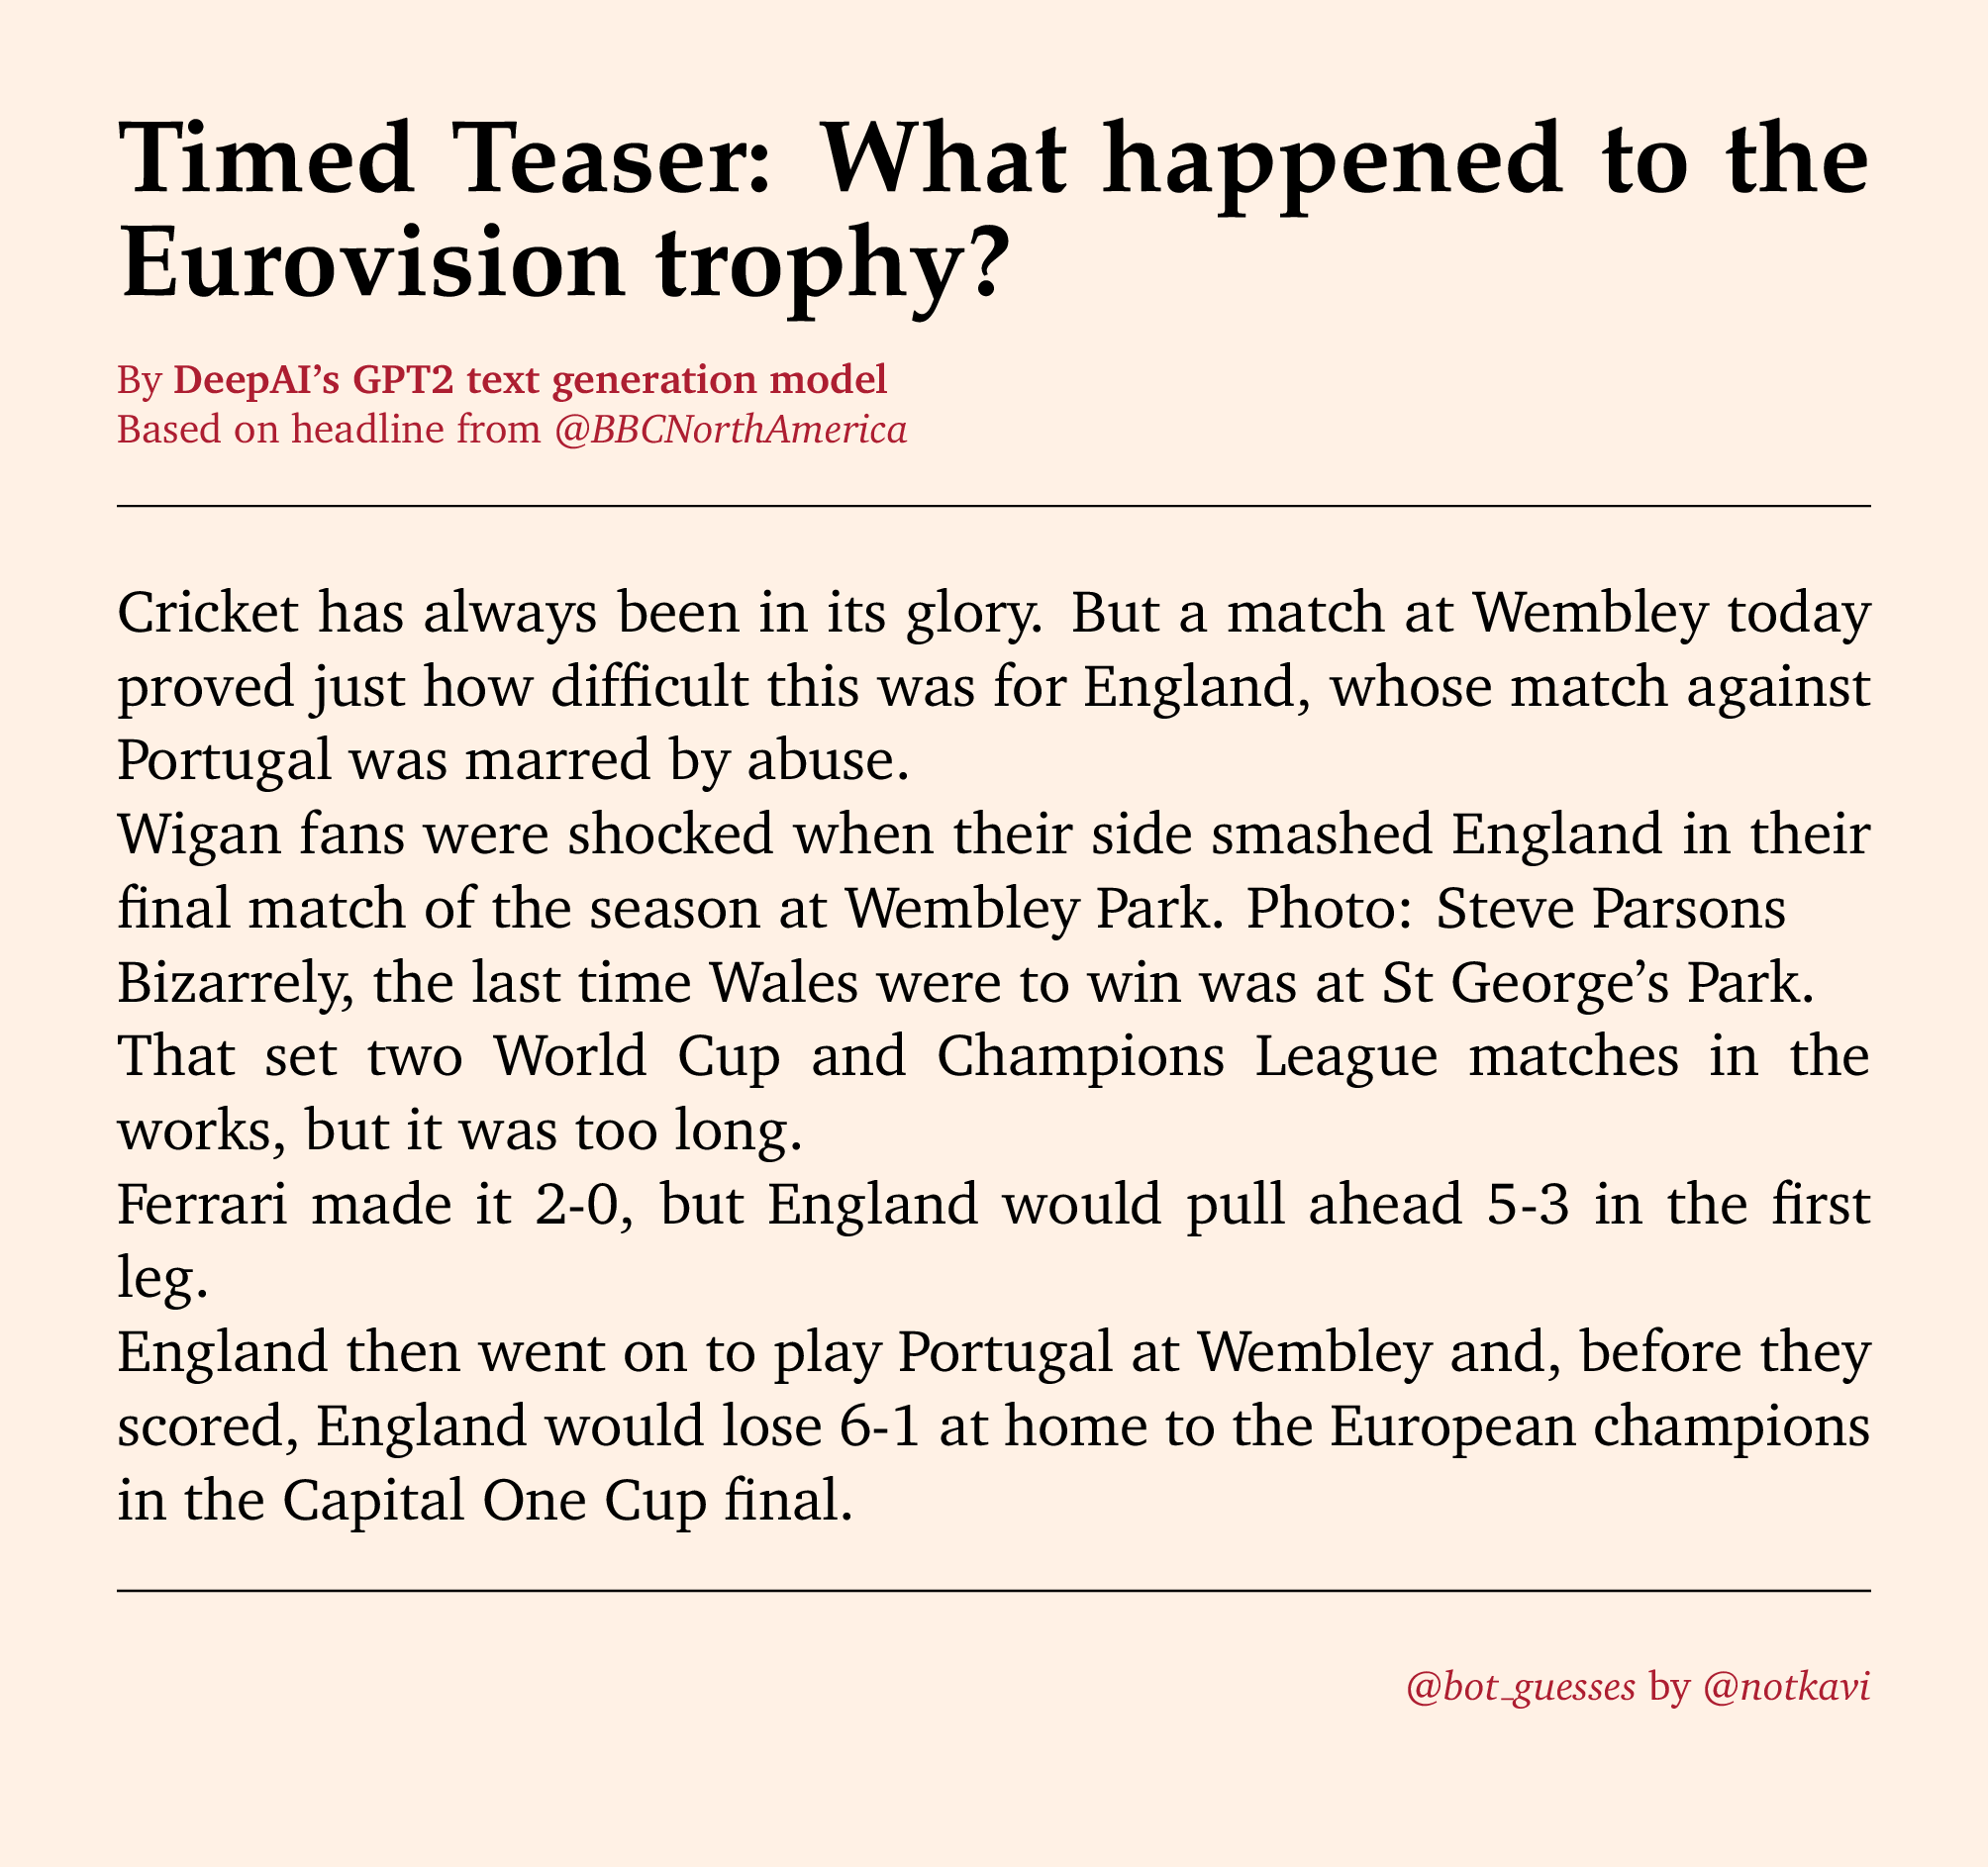 Timed Teaser: What happened to the
Eurovision trophy?
By DeepAI's GPT2 text generation model
Based on headline from @BBCNorthAmerica
Cricket has always been in its glory. But a match at Wembley today
proved just how difficult this was for England, whose match against
Portugal was marred by abuse.
Wigan fans were shocked when their side smashed England in their
final match of the season at Wembley Park. Photo: Steve Parsons
Bizarrely, the last time Wales were to win was at St George's Park.
That set two World Cup and Champions League matches in the
works, but it was too long.
Ferrari made it 2-0, but England would pull ahead 5-3 in the first
leg.
England then went on to play Portugal at Wembley and, before they
scored, England would lose 6-1 at home to the European champions
in the Capital One Cup final.
@bot_guesses by @notkavi